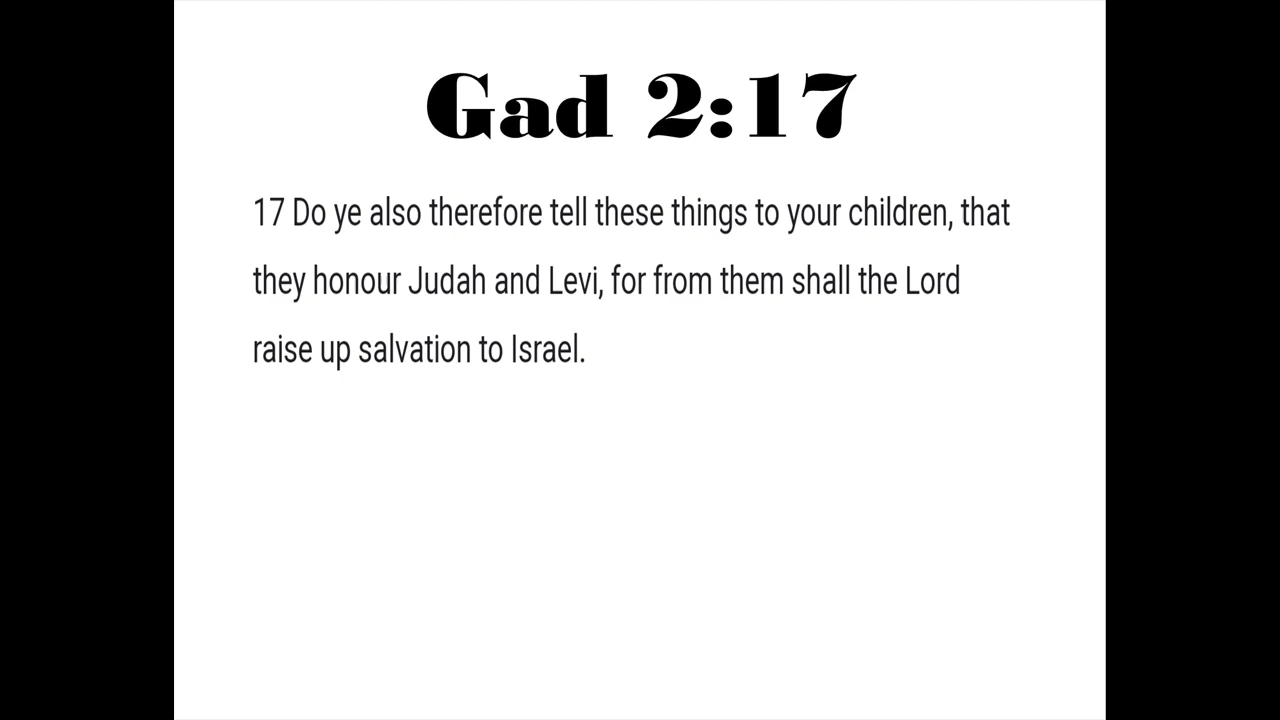 Gad 2:17
17 Do ye also therefore tell these things to your children, that
they honour Judah and Levi, for from them shall the Lord
raise up salvation to Israel.